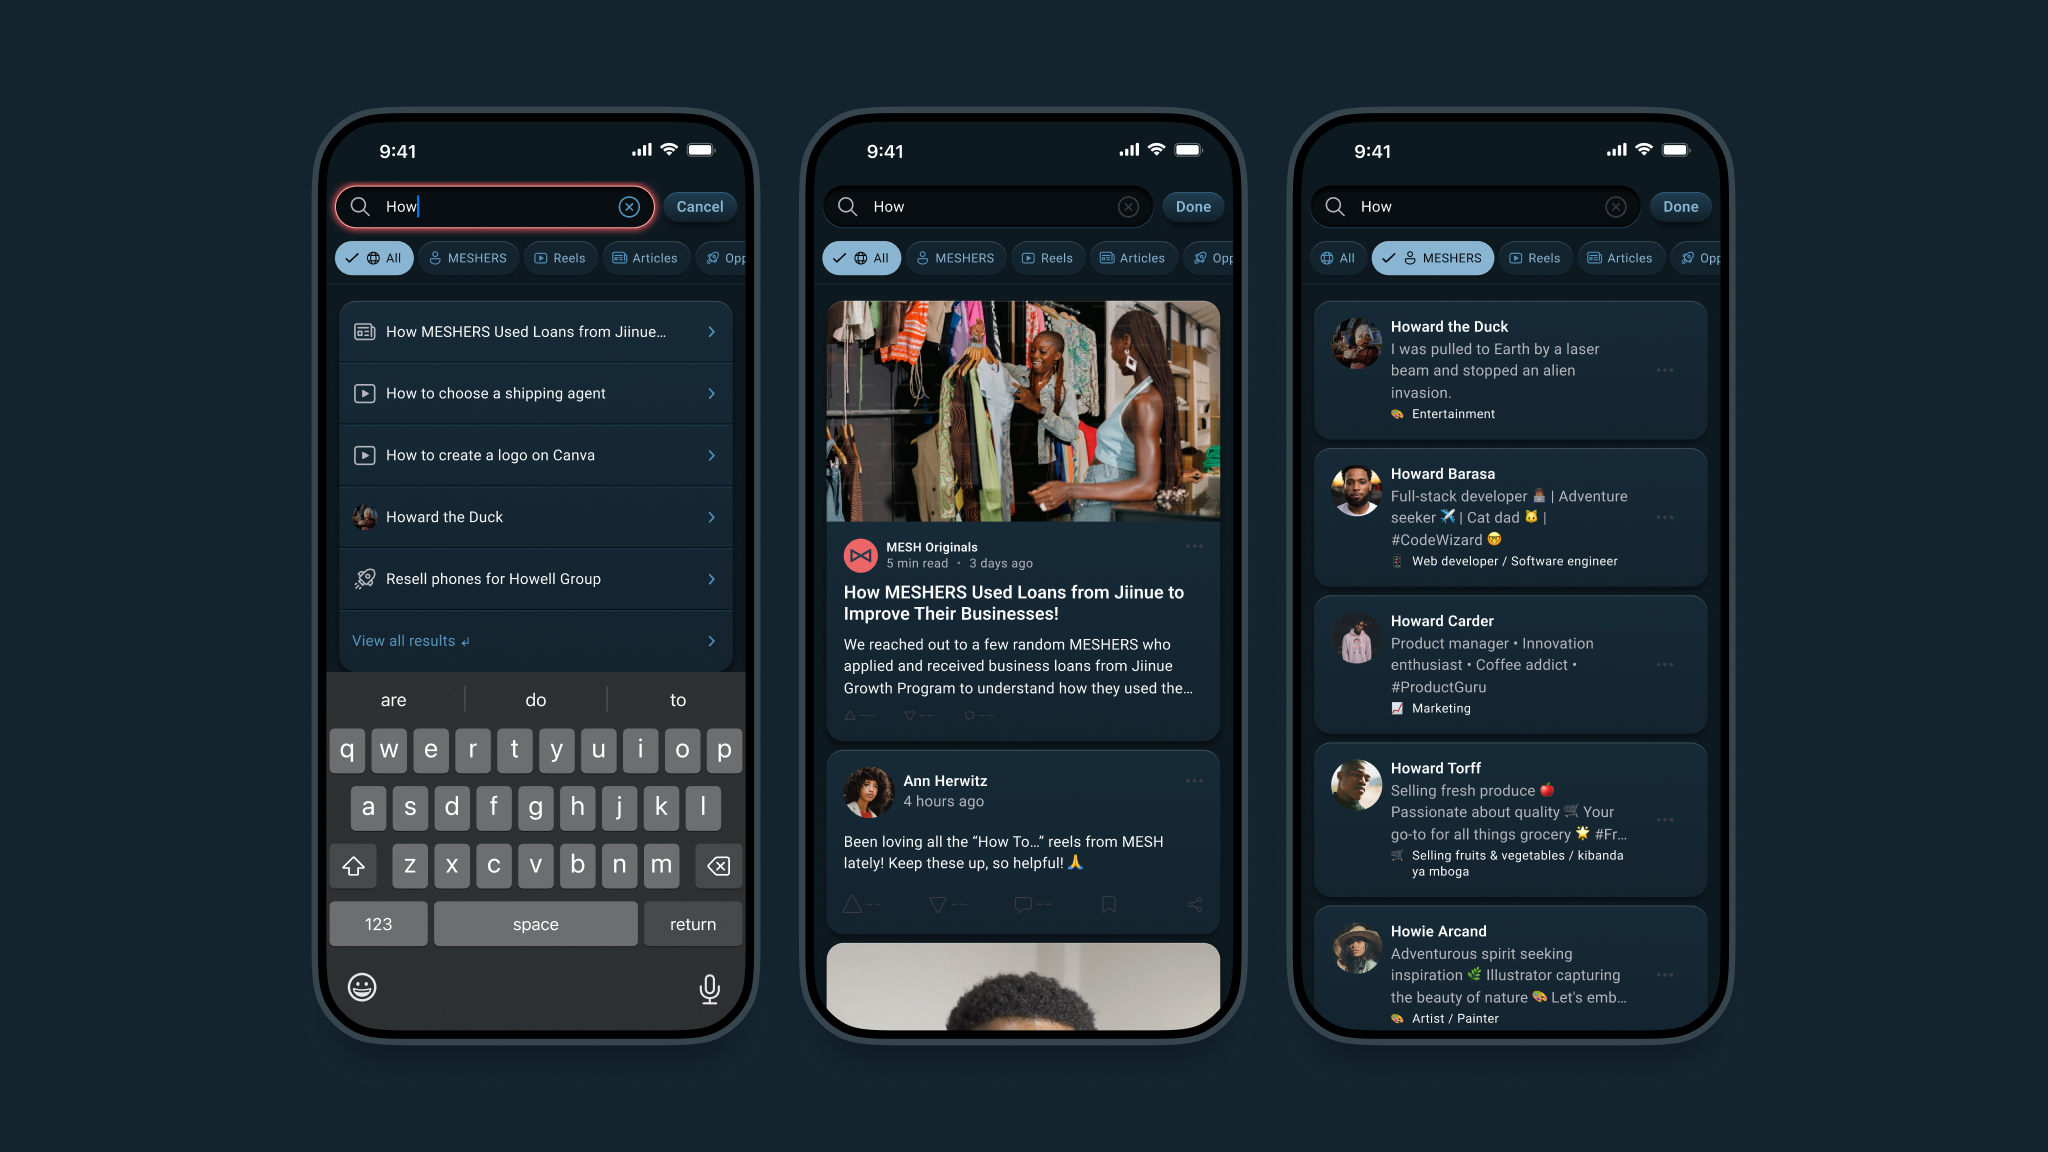 9:41
How
Cancel
All
MESHERS
Reels
Articles
Opp
How MESHERS Used Loans from Jiinue...
How to choose a shipping agent
How to create a logo on Canva
Howard the Duck
Resell phones for Howell Group
View all results ↲
are do to
q w e r t y u i o p
a s d f g h j k l
z x c v b n m
123 space return
9:41
How
Done
All
MESHERS
Reels
Articles
Opp
MESH Originals
5 min read • 3 days ago
How MESHERS Used Loans from Jiinue to
Improve Their Businesses!
We reached out to a few random MESHERS who
applied and received business loans from Jiinue
Growth Program to understand how they used the...
--
--
--
Ann Herwitz
4 hours ago
Been loving all the “How To...” reels from MESH
lately! Keep these up, so helpful! 🙏
--
--
--
9:41
How
Done
All
MESHERS
Reels
Articles
Opp
Howard the Duck
I was pulled to Earth by a laser
beam and stopped an alien
invasion.
🎨 Entertainment
Howard Barasa
Full-stack developer 👨🏾‍💻 | Adventure
seeker ✈️ | Cat dad 🐱 |
#CodeWizard 🤓
📱 Web developer / Software engineer
Howard Carder
Product manager • Innovation
enthusiast • Coffee addict •
#ProductGuru
📈 Marketing
Howard Torff
Selling fresh produce 🍎
Passionate about quality 🛒 Your
go-to for all things grocery 🌟 #Fr...
🛒 Selling fruits & vegetables / kibanda
ya mboga
Howie Arcand
Adventurous spirit seeking
inspiration 🌿 Illustrator capturing
the beauty of nature 🎨 Let's emb...
🎨 Artist / Painter